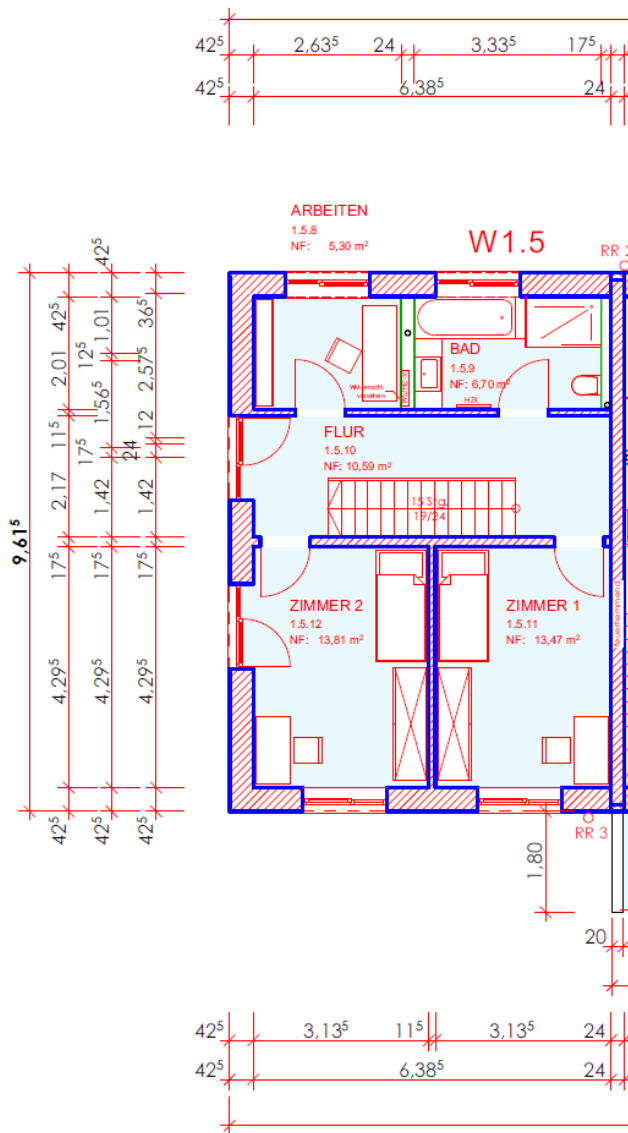 42⁵ 2,63⁵ 24 3,33⁵ 17⁵
42⁵ 6,38⁵ 24
ARBEITEN
1.5.8
NF: 5,30 m²
W1.5
RR 2
42⁵
42⁵ 1,01 36⁵
2,01 12⁵ 2,57⁵
11⁵ 1,56⁵ 12
2,17 17⁵ 24
1,42 1,42
9,61⁵
17⁵ 17⁵ 17⁵
4,29⁵ 4,29⁵ 4,29⁵
42⁵ 42⁵ 42⁵
WM-Anschl.
vorsehen
BAD
1.5.9
NF: 6,70 m²
HZK
FLUR
1.5.10
NF: 10,59 m²
15 Stg.
19/24
ZIMMER 2
1.5.12
NF: 13,81 m²
ZIMMER 1
1.5.11
NF: 13,47 m²
feuerhemmend
RR 3
1,80
20
42⁵ 3,13⁵ 11⁵ 3,13⁵ 24
42⁵ 6,38⁵ 24